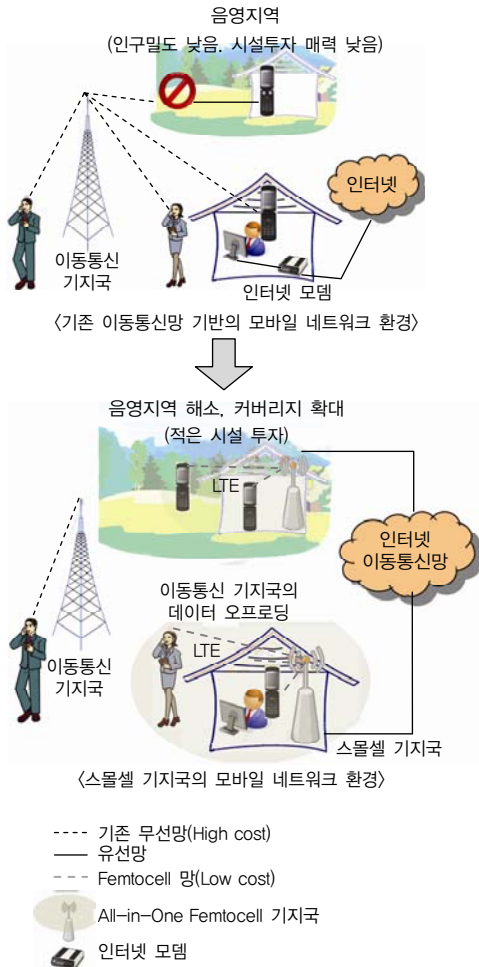 음영지역
(인구밀도 낮음. 시설투자 매력 낮음)
인터넷
이동통신
기지국
인터넷 모뎀
〈기존 이동통신망 기반의 모바일 네트워크 환경〉
음영지역 해소, 커버리지 확대
(적은 시설 투자)
LTE
인터넷
이동통신망
이동통신 기지국의
데이터 오프로딩
LTE
이동통신
기지국
스몰셀 기지국
〈스몰셀 기지국의 모바일 네트워크 환경〉
기존 무선망(High cost)
유선망
Femtocell 망(Low cost)
All-in-One Femtocell 기지국
인터넷 모뎀